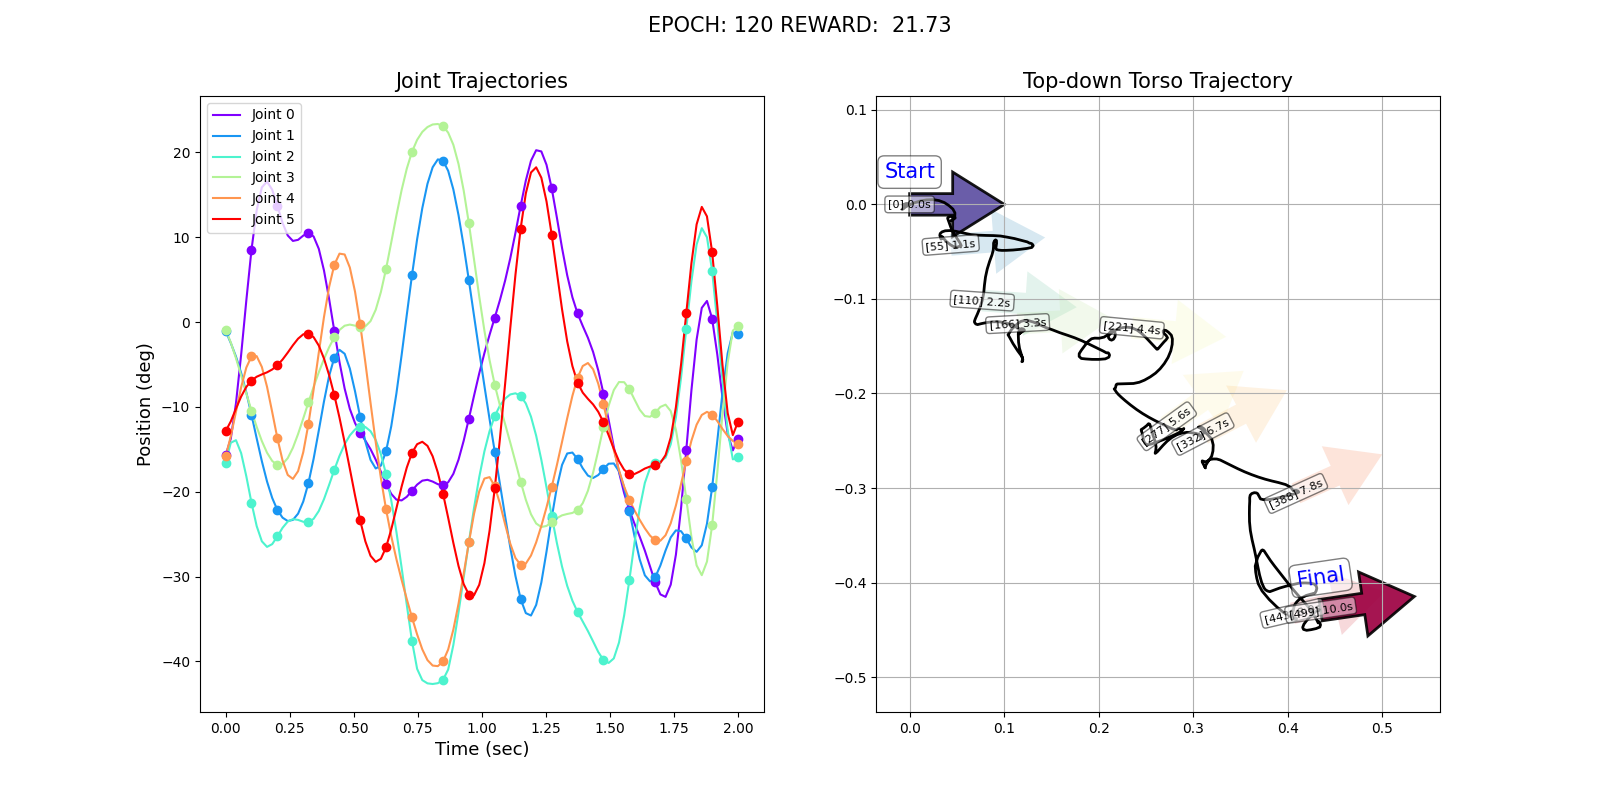 EPOCH: 120 REWARD:  21.73
Joint Trajectories
Joint 0
Joint 1
Joint 2
Joint 3
Joint 4
Joint 5
20
10
0
−10
−20
−30
−40
Position (deg)
0.00 0.25 0.50 0.75 1.00 1.25 1.50 1.75 2.00
Time (sec)
Top-down Torso Trajectory
0.1
0.0
−0.1
−0.2
−0.3
−0.4
−0.5
Start
[0] 0.0s
[55] 1.1s
[110] 2.2s
[166] 3.3s
[221] 4.4s
[277] 5.6s
[332] 6.7s
[388] 7.8s
Final
[499] 10.0s
0.0 0.1 0.2 0.3 0.4 0.5